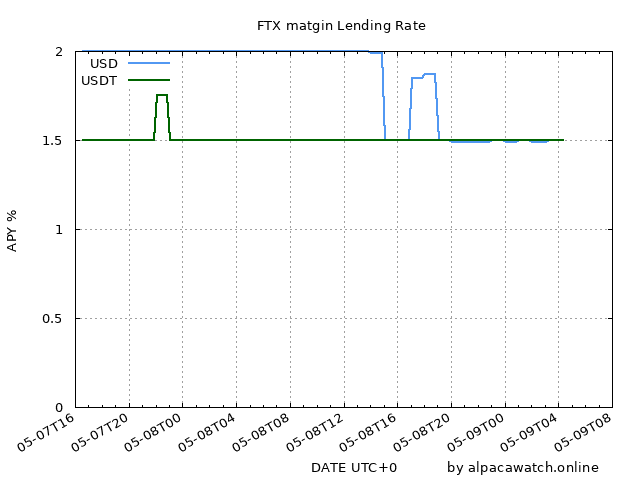 FTX matgin Lending Rate
2
USD
USDT
1.5
APY %
1
0.5
0
05-07T16
05-07T20
05-08T00
05-08T04
05-08T08
05-08T12
05-08T16
05-08T20
05-09T00
05-09T04
05-09T08
DATE UTC+0
by alpacawatch.online